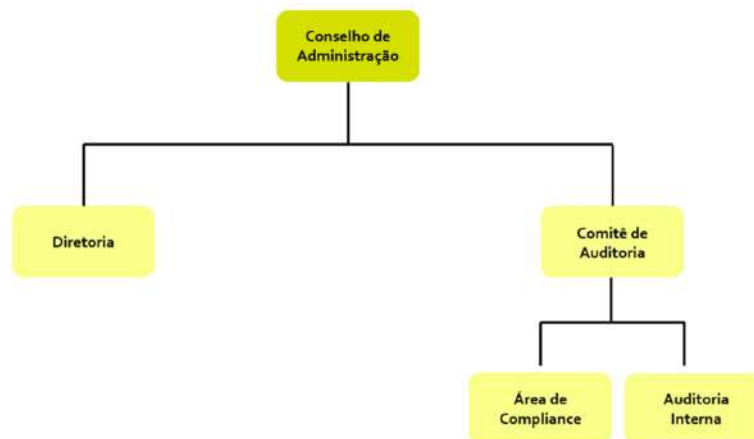 Conselho de
Administração
Diretoria
Comitê de
Auditoria
Área de
Compliance
Auditoria
Interna